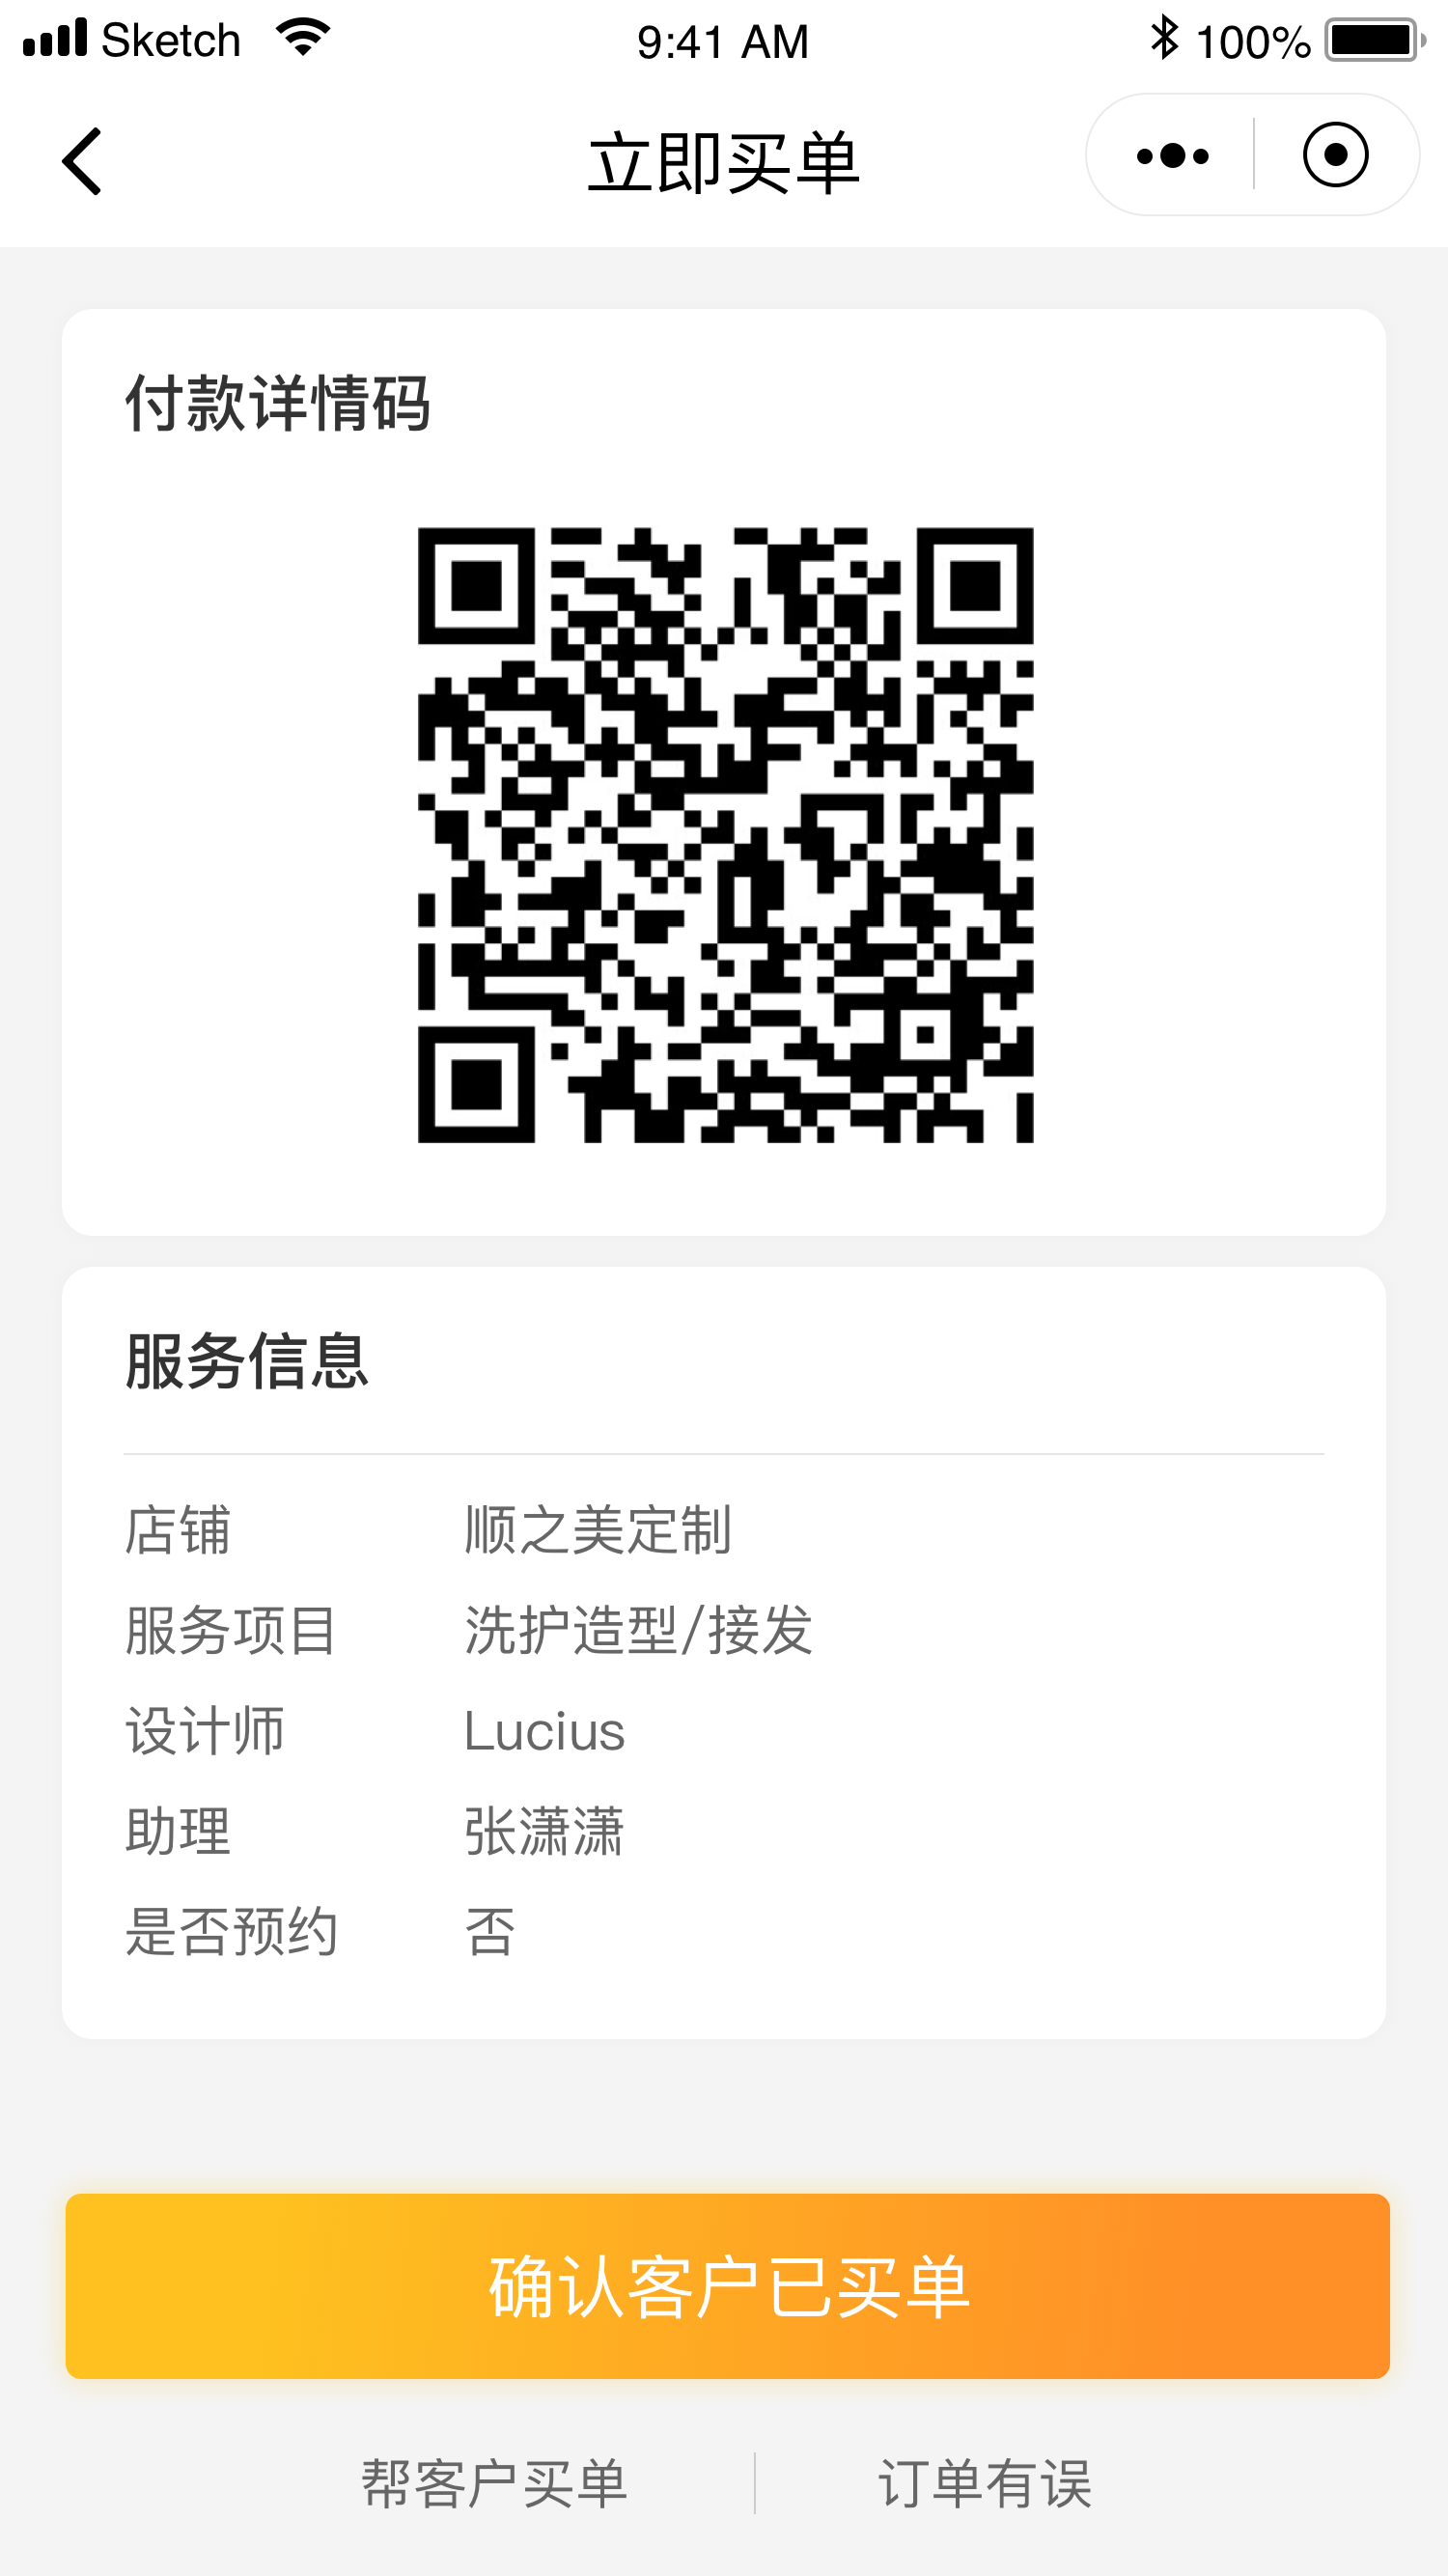 Sketch 9:41 AM 100%
立即买单
付款详情码
服务信息
店铺 顺之美定制
服务项目 洗护造型/接发
设计师 Lucius
助理 张潇潇
是否预约 否
确认客户已买单
帮客户买单 订单有误